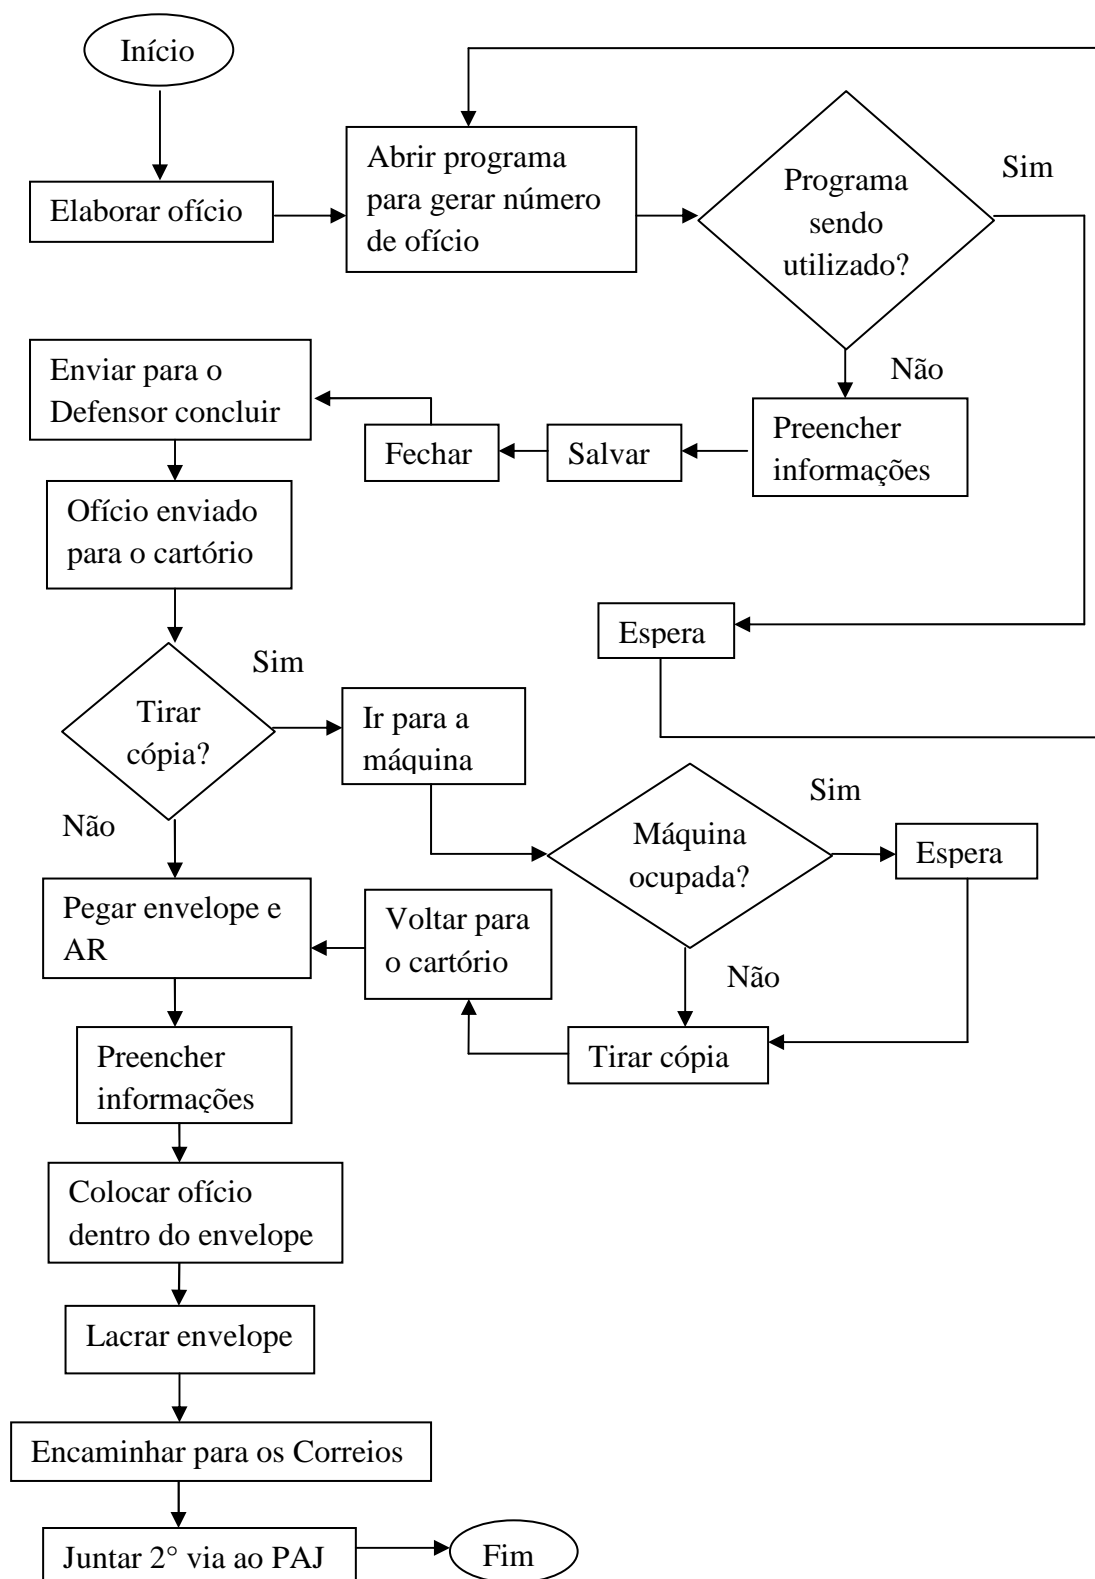 Início
Elaborar ofício
Abrir programa
para gerar número
de ofício
Programa
sendo
utilizado?
Sim
Não
Preencher
informações
Salvar
Fechar
Enviar para o
Defensor concluir
Ofício enviado
para o cartório
Espera
Tirar
cópia?
Sim
Não
Ir para a
máquina
Máquina
ocupada?
Sim
Espera
Não
Tirar cópia
Voltar para
o cartório
Pegar envelope e
AR
Preencher
informações
Colocar ofício
dentro do envelope
Lacrar envelope
Encaminhar para os Correios
Juntar 2° via ao PAJ
Fim